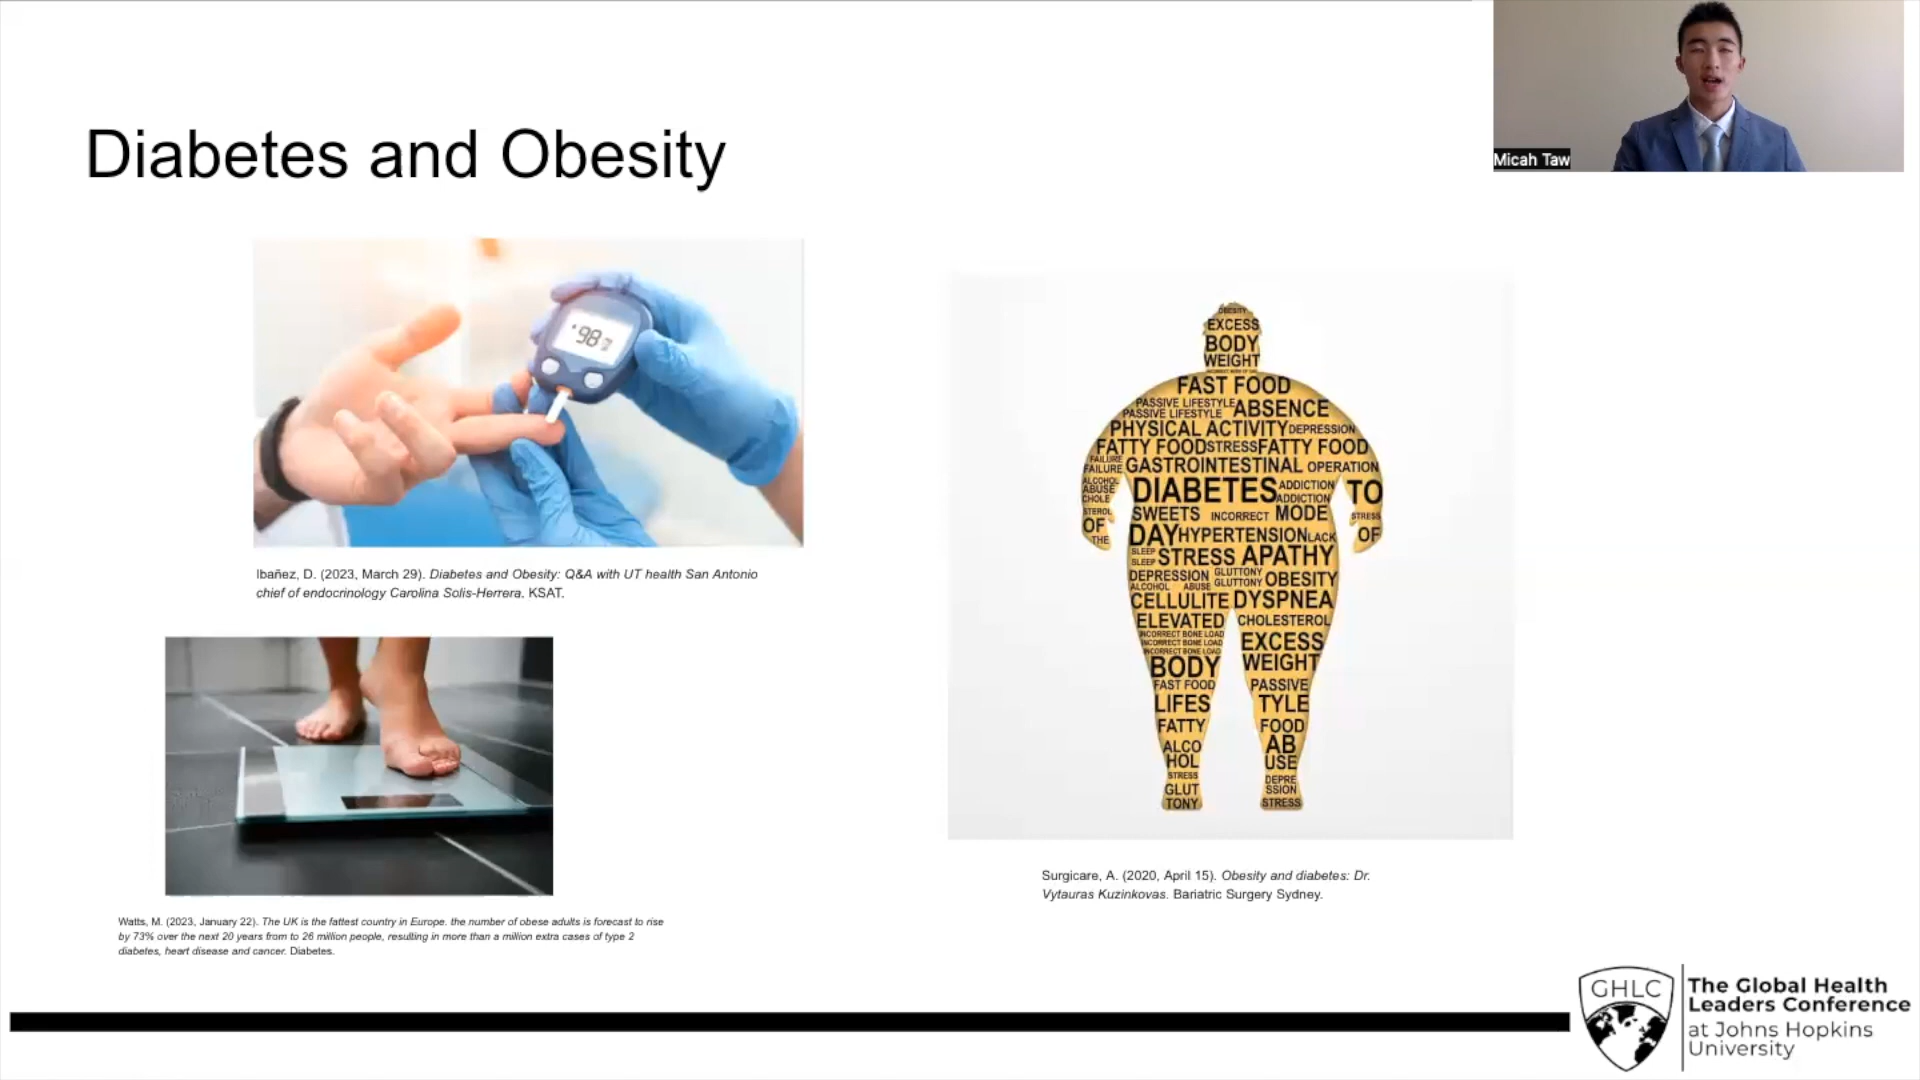 Micah Taw
Diabetes and Obesity
98
Ibañez, D. (2023, March 29). Diabetes and Obesity: Q&A with UT health San Antonio
chief of endocrinology Carolina Solis-Herrera. KSAT.
Watts, M. (2023, January 22). The UK is the fattest country in Europe. the number of obese adults is forecast to rise
by 73% over the next 20 years from to 26 million people, resulting in more than a million extra cases of type 2
diabetes, heart disease and cancer. Diabetes.
OBESITY
EXCESS
BODY
WEIGHT
FAST FOOD
PASSIVE LIFESTYLE
PASSIVE LIFESTYLE ABSENCE
PHYSICAL ACTIVITY DEPRESSION
FATTY FOOD STRESS FATTY FOOD
FAILURE
FAILURE GASTROINTESTINAL OPERATION
ALCOHOL
ABUSE
CHOLE
STEROL
OF
THE
DIABETES ADDICTION
ADDICTION TO
SWEETS INCORRECT MODE STRESS
DAY HYPERTENSION LACK OF
SLEEP
SLEEP STRESS APATHY
DEPRESSION GLUTTONY
GLUTTONY OBESITY
ALCOHOL ABUSE
CELLULITE DYSPNEA
ELEVATED CHOLESTEROL
INCORRECT BONE LOAD
INCORRECT BONE LOAD
INCORRECT BONE LOAD
EXCESS
BODY WEIGHT
FAST FOOD PASSIVE
LIFES TYLE
FATTY FOOD
ALCO AB
HOL USE
STRESS DEPRE
GLUT SSION
TONY STRESS
Surgicare, A. (2020, April 15). Obesity and diabetes: Dr.
Vytauras Kuzinkovas. Bariatric Surgery Sydney.
GHLC
The Global Health
Leaders Conference
at Johns Hopkins
University